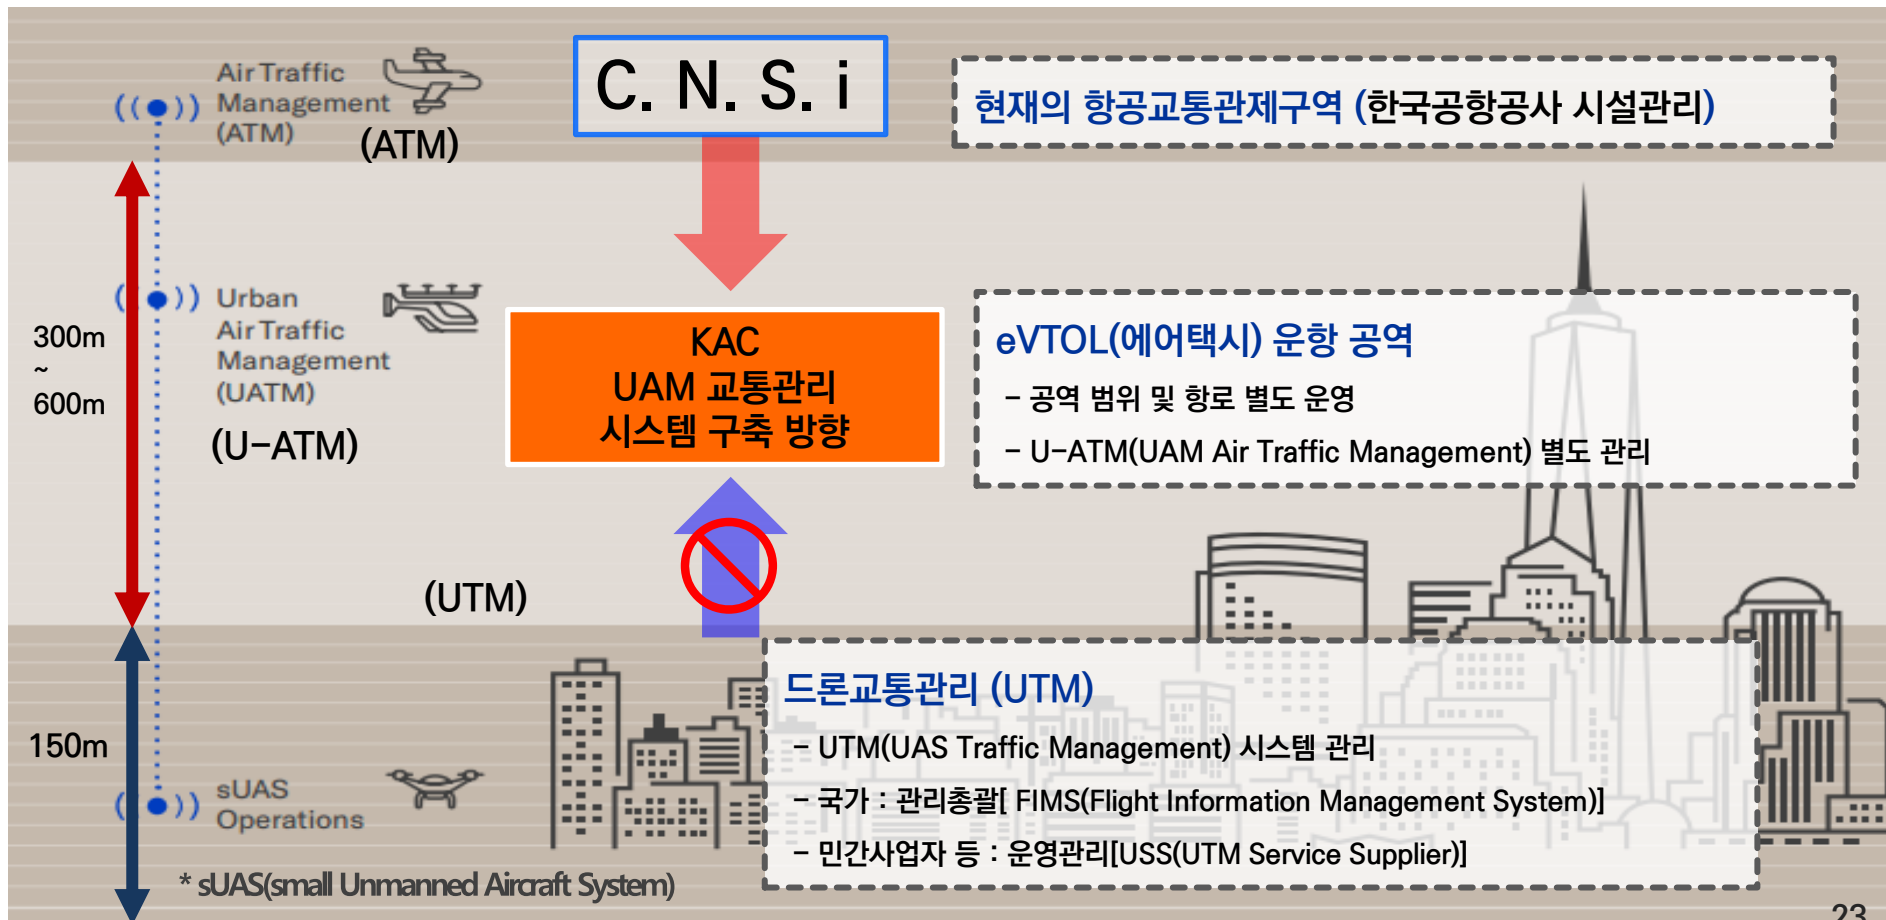 Air Traffic
Management
(ATM)
(ATM)
C. N. S. i
현재의 항공교통관제구역 (한국공항공사 시설관리)
300m
~
600m
Urban
Air Traffic
Management
(UATM)
(U-ATM)
KAC
UAM 교통관리
시스템 구축 방향
eVTOL(에어택시) 운항 공역
- 공역 범위 및 항로 별도 운영
- U-ATM(UAM Air Traffic Management) 별도 관리
(UTM)
150m
sUAS
Operations
* sUAS(small Unmanned Aircraft System)
드론교통관리 (UTM)
- UTM(UAS Traffic Management) 시스템 관리
- 국가 : 관리총괄[ FIMS(Flight Information Management System)]
- 민간사업자 등 : 운영관리[USS(UTM Service Supplier)]
23